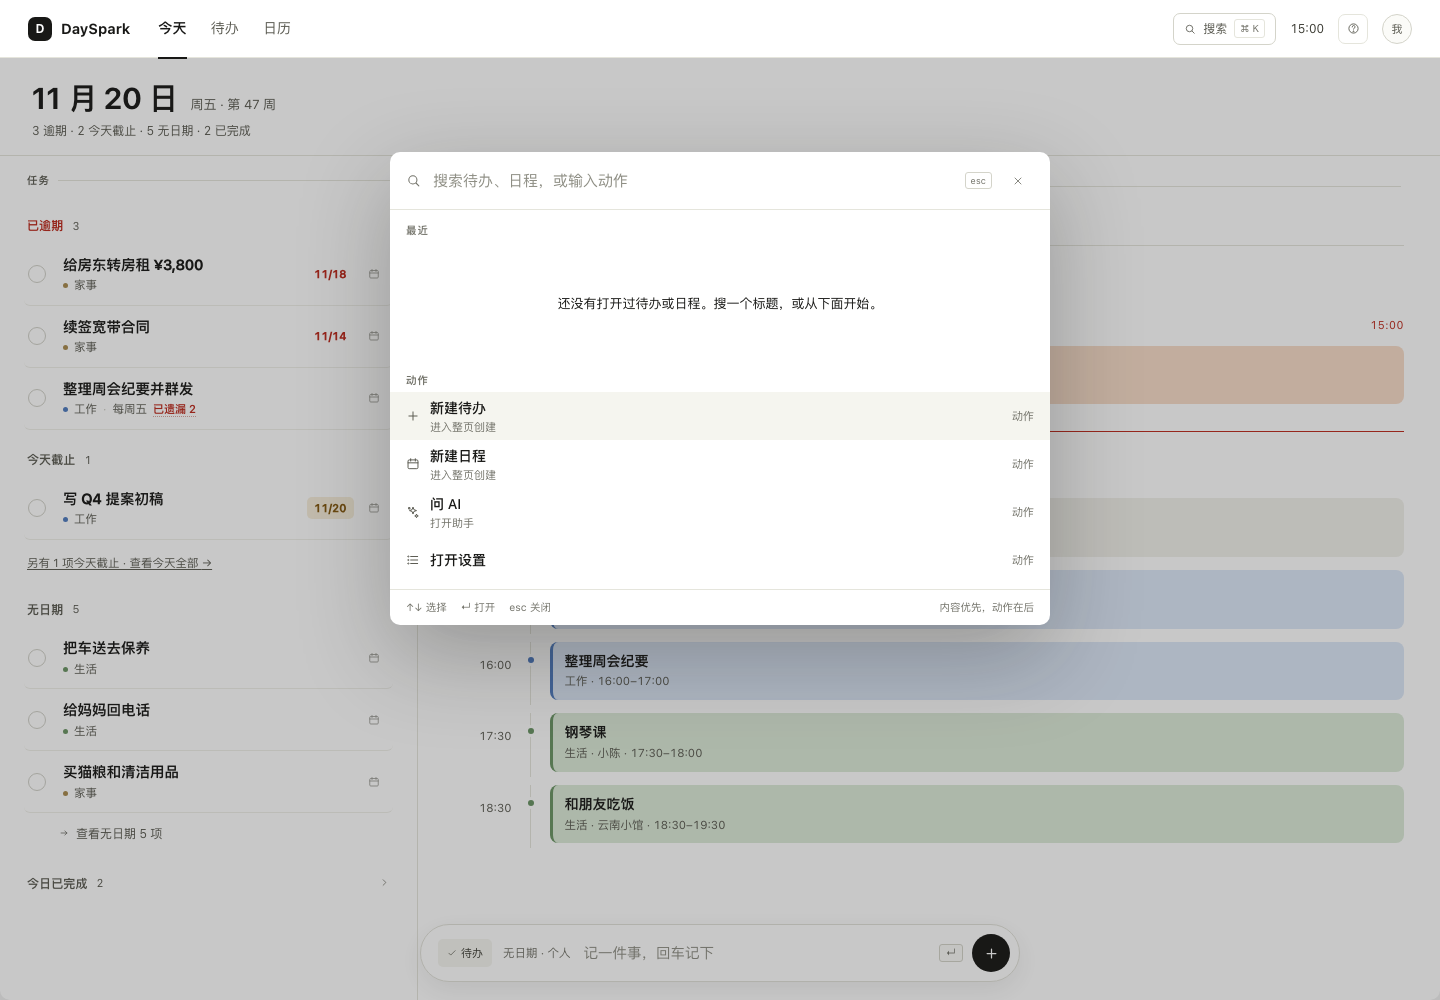 D DaySpark 今天 待办 日历 搜索 ⌘ K 15:00 我
11 月 20 日 周五 · 第 47 周
3 逾期 · 2 今天截止 · 5 无日期 · 2 已完成
任务
已逾期 3
给房东转房租 ¥3,800 11/18
家事
续签宽带合同 11/14
家事
整理周会纪要并群发
工作 · 每周五 已遗漏 2
今天截止 1
写 Q4 提案初稿 11/20
工作
另有 1 项今天截止 · 查看今天全部 →
无日期 5
把车送去保养
生活
给妈妈回电话
生活
买猫粮和清洁用品
家事
→ 查看无日期 5 项
今日已完成 2
搜索待办、日程，或输入动作 esc
最近
还没有打开过待办或日程。搜一个标题，或从下面开始。
动作
新建待办 动作
进入整页创建
新建日程 动作
进入整页创建
问 AI 动作
打开助手
打开设置 动作
↑↓ 选择 ↵ 打开 esc 关闭 内容优先，动作在后
15:00
16:00 整理周会纪要
工作 · 16:00–17:00
17:30 钢琴课
生活 · 小陈 · 17:30–18:00
18:30 和朋友吃饭
生活 · 云南小馆 · 18:30–19:30
待办 无日期 · 个人 记一件事，回车记下 ↵